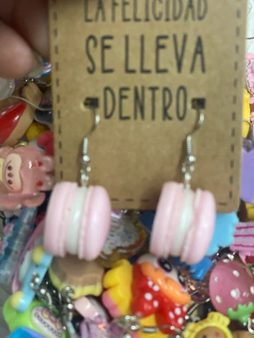 LA FELICIDAD
SE LLEVA
DENTRO